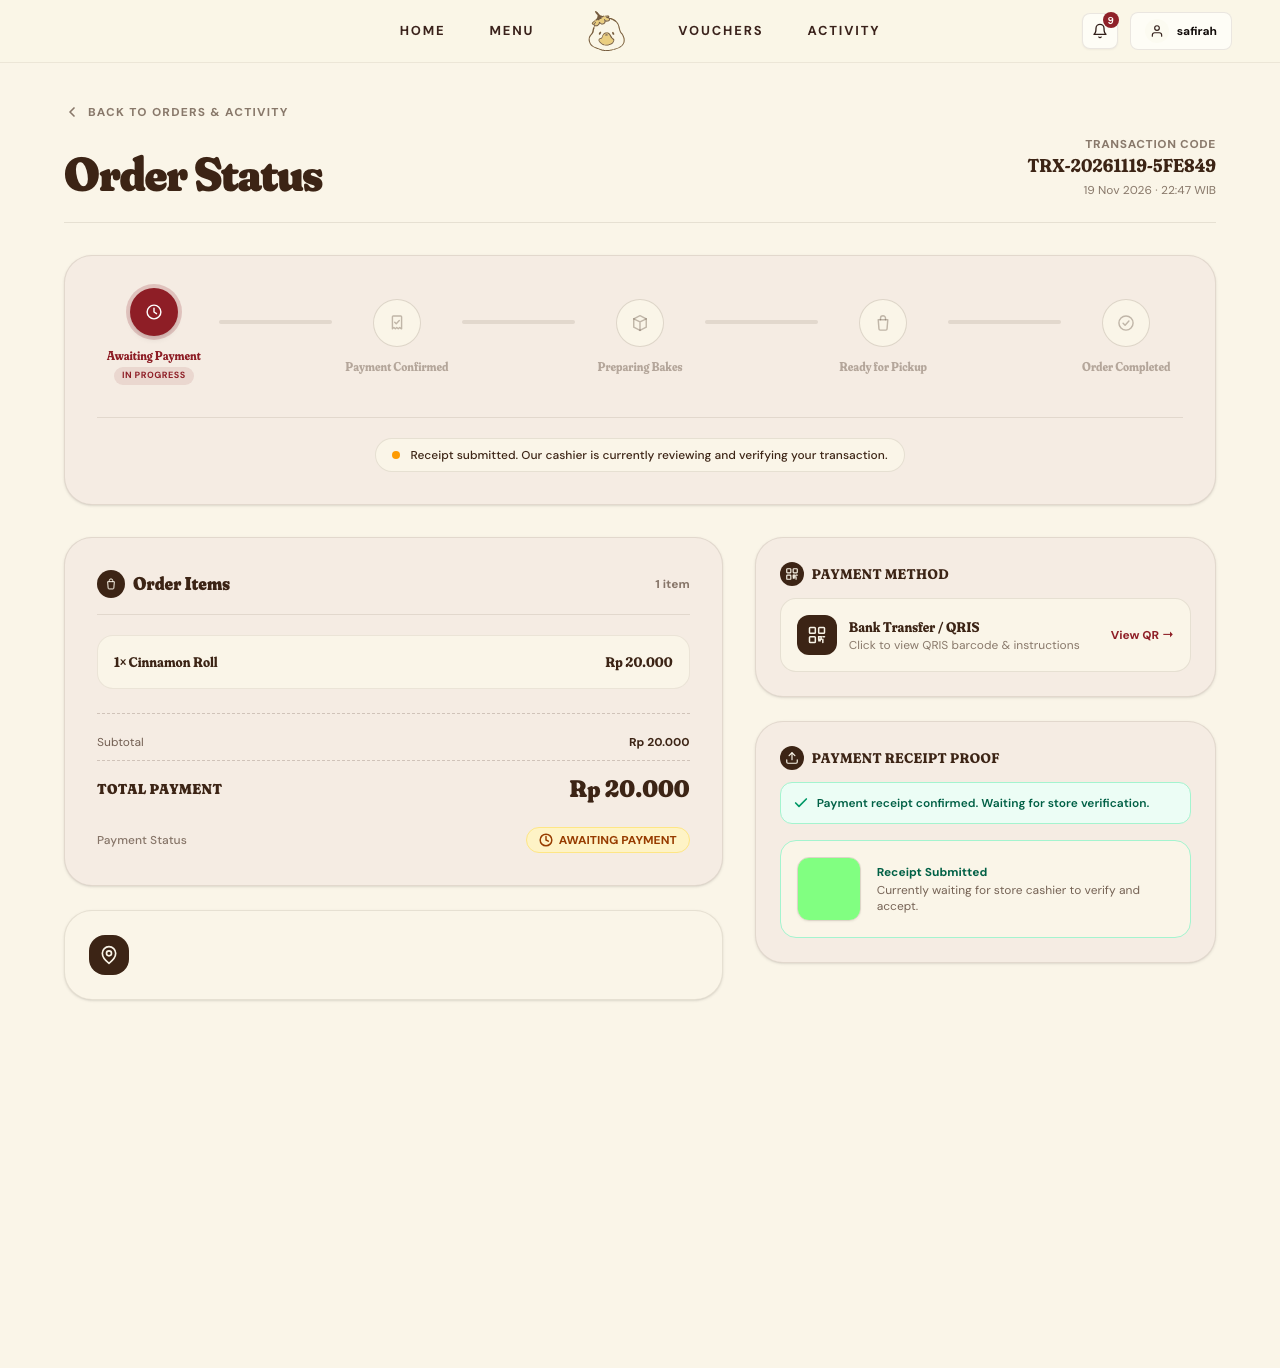 HOME
MENU
VOUCHERS
ACTIVITY
9
safirah
BACK TO ORDERS & ACTIVITY
Order Status
TRANSACTION CODE
TRX-20261119-5FE849
19 Nov 2026 · 22:47 WIB
Awaiting Payment
IN PROGRESS
Payment Confirmed
Preparing Bakes
Ready for Pickup
Order Completed
Receipt submitted. Our cashier is currently reviewing and verifying your transaction.
Order Items
1 item
1× Cinnamon Roll
Rp 20.000
Subtotal
Rp 20.000
TOTAL PAYMENT
Rp 20.000
Payment Status
AWAITING PAYMENT
PAYMENT METHOD
Bank Transfer / QRIS
Click to view QRIS barcode & instructions
View QR →
PAYMENT RECEIPT PROOF
Payment receipt confirmed. Waiting for store verification.
Receipt Submitted
Currently waiting for store cashier to verify and
accept.